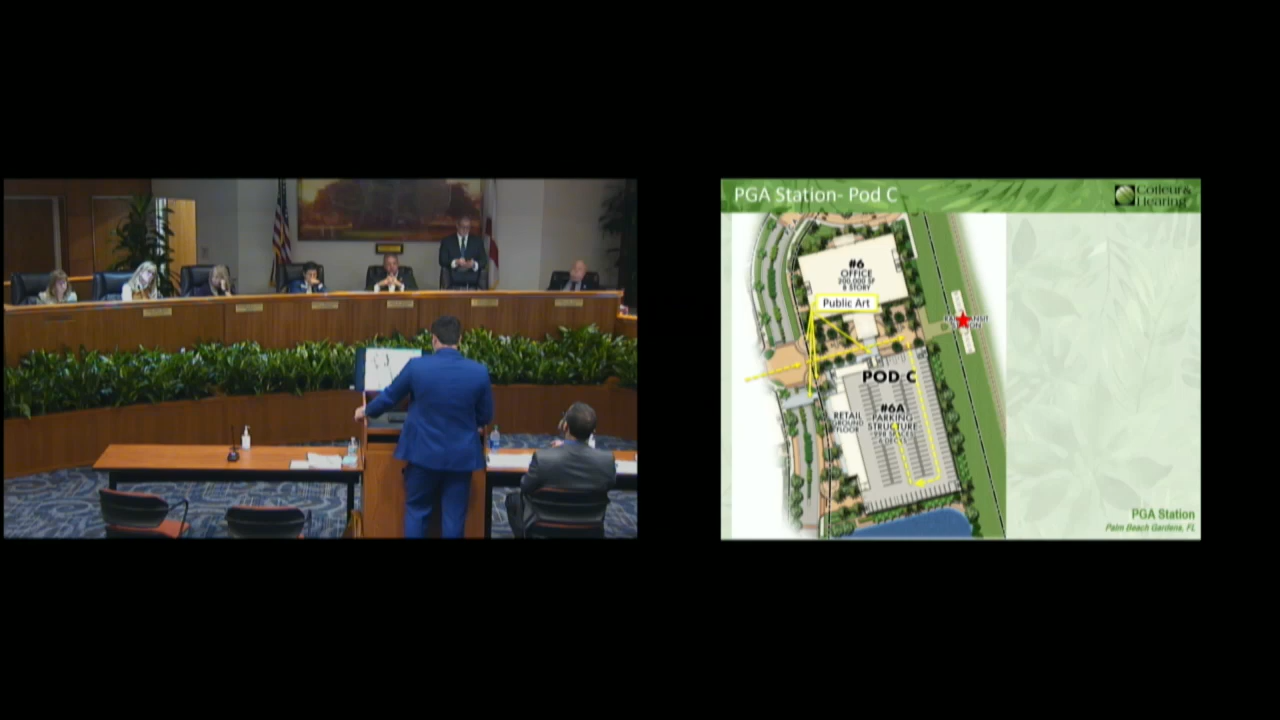 PGA Station- Pod C
Cotleur&
Hearing
#6
OFFICE
200,000 SF
8 STORY
Public Art
STATION
POD C
#6A
PARKING
STRUCTURE
RETAIL
GROUND
FLOOR
PGA Station
Palm Beach Gardens, FL